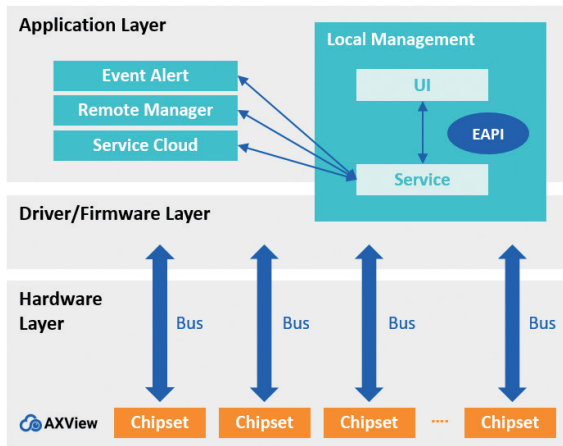 Application Layer
Local Management
Event Alert
Remote Manager
Service Cloud
UI
EAPI
Service
Driver/Firmware Layer
Hardware
Layer
Bus
Bus
Bus
Bus
AXView
Chipset
Chipset
Chipset
....
Chipset